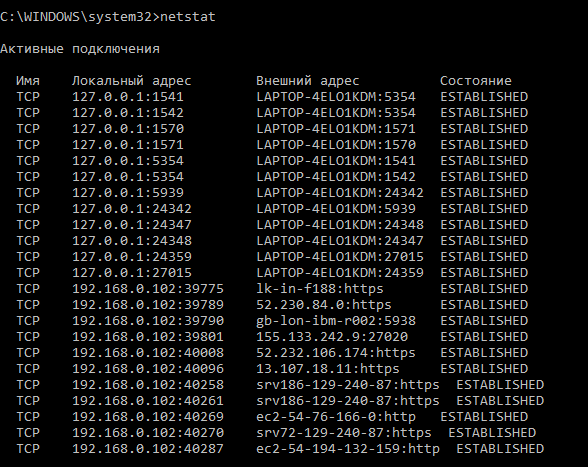 C:\WINDOWS\system32>netstat
Активные подключения
Имя Локальный адрес Внешний адрес Состояние
TCP 127.0.0.1:1541 LAPTOP-4ELO1KDM:5354 ESTABLISHED
TCP 127.0.0.1:1542 LAPTOP-4ELO1KDM:5354 ESTABLISHED
TCP 127.0.0.1:1570 LAPTOP-4ELO1KDM:1571 ESTABLISHED
TCP 127.0.0.1:1571 LAPTOP-4ELO1KDM:1570 ESTABLISHED
TCP 127.0.0.1:5354 LAPTOP-4ELO1KDM:1541 ESTABLISHED
TCP 127.0.0.1:5354 LAPTOP-4ELO1KDM:1542 ESTABLISHED
TCP 127.0.0.1:5939 LAPTOP-4ELO1KDM:24342 ESTABLISHED
TCP 127.0.0.1:24342 LAPTOP-4ELO1KDM:5939 ESTABLISHED
TCP 127.0.0.1:24347 LAPTOP-4ELO1KDM:24348 ESTABLISHED
TCP 127.0.0.1:24348 LAPTOP-4ELO1KDM:24347 ESTABLISHED
TCP 127.0.0.1:24359 LAPTOP-4ELO1KDM:27015 ESTABLISHED
TCP 127.0.0.1:27015 LAPTOP-4ELO1KDM:24359 ESTABLISHED
TCP 192.168.0.102:39775 lk-in-f188:https ESTABLISHED
TCP 192.168.0.102:39789 52.230.84.0:https ESTABLISHED
TCP 192.168.0.102:39790 gb-lon-ibm-r002:5938 ESTABLISHED
TCP 192.168.0.102:39801 155.133.242.9:27020 ESTABLISHED
TCP 192.168.0.102:40008 52.232.106.174:https ESTABLISHED
TCP 192.168.0.102:40096 13.107.18.11:https ESTABLISHED
TCP 192.168.0.102:40258 srv186-129-240-87:https ESTABLISHED
TCP 192.168.0.102:40261 srv186-129-240-87:https ESTABLISHED
TCP 192.168.0.102:40269 ec2-54-76-166-0:http ESTABLISHED
TCP 192.168.0.102:40270 srv72-129-240-87:https ESTABLISHED
TCP 192.168.0.102:40287 ec2-54-194-132-159:http ESTABLISHED